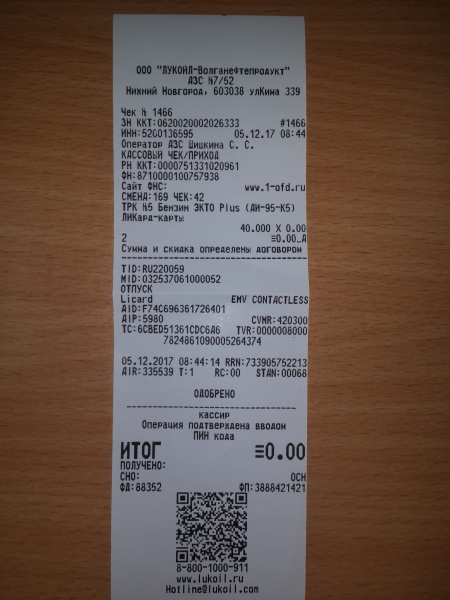 ООО "ЛУКОЙЛ-Волганефтепродукт"
АЗС №7/52
Нижний Новгород, 603038 улКима 339
Чек № 1466
ЗН ККТ:0620020002026333 #1466
ИНН:5260136595 05.12.17 08:44
Оператор АЗС Шишкина С. С.
КАССОВЫЙ ЧЕК/ПРИХОД
РН ККТ:0000751331020961
ФН:8710000100757938
Сайт ФНС: www.1-ofd.ru
СМЕНА:169 ЧЕК:42
ТРК №5 Бензин ЭКТО Plus (АИ-95-К5)
ЛИКард-карты
40.000 X 0.00
2 ≡0.00_А
Сумма и скидка определены договором
TID:RU220059
MID:032537061000052
ОТПУСК
Licard EMV CONTACTLESS
AID:F74C696361726401
AIP:5980 CVMR:420300
TC:6CBED51361CDC6A6 TVR:0000008000
7824861090005264374
05.12.2017 08:44:14 RRN:733905752213
AIR:335539 T:1 RC:00 STAN:00068
ОДОБРЕНО
кассир
Операция подтверждена вводом
ПИН кода
ИТОГ ≡0.00
ПОЛУЧЕНО:
СНО: ОСН
ФД:88352 ФП:3888421421
8-800-1000-911
www.lukoil.ru
Hotline@lukoil.com